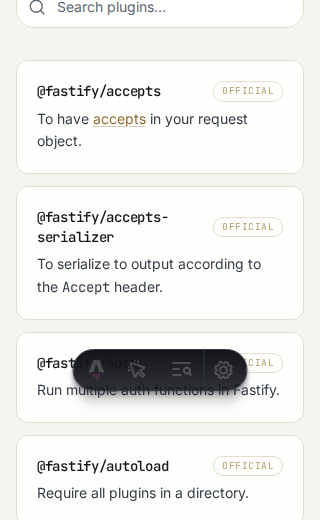 Search plugins...
@fastify/accepts
OFFICIAL
To have accepts in your request
object.
@fastify/accepts-
serializer
OFFICIAL
To serialize to output according to
the Accept header.
Run multiple auth functions in Fastify.
@fastify/autoload
OFFICIAL
Require all plugins in a directory.